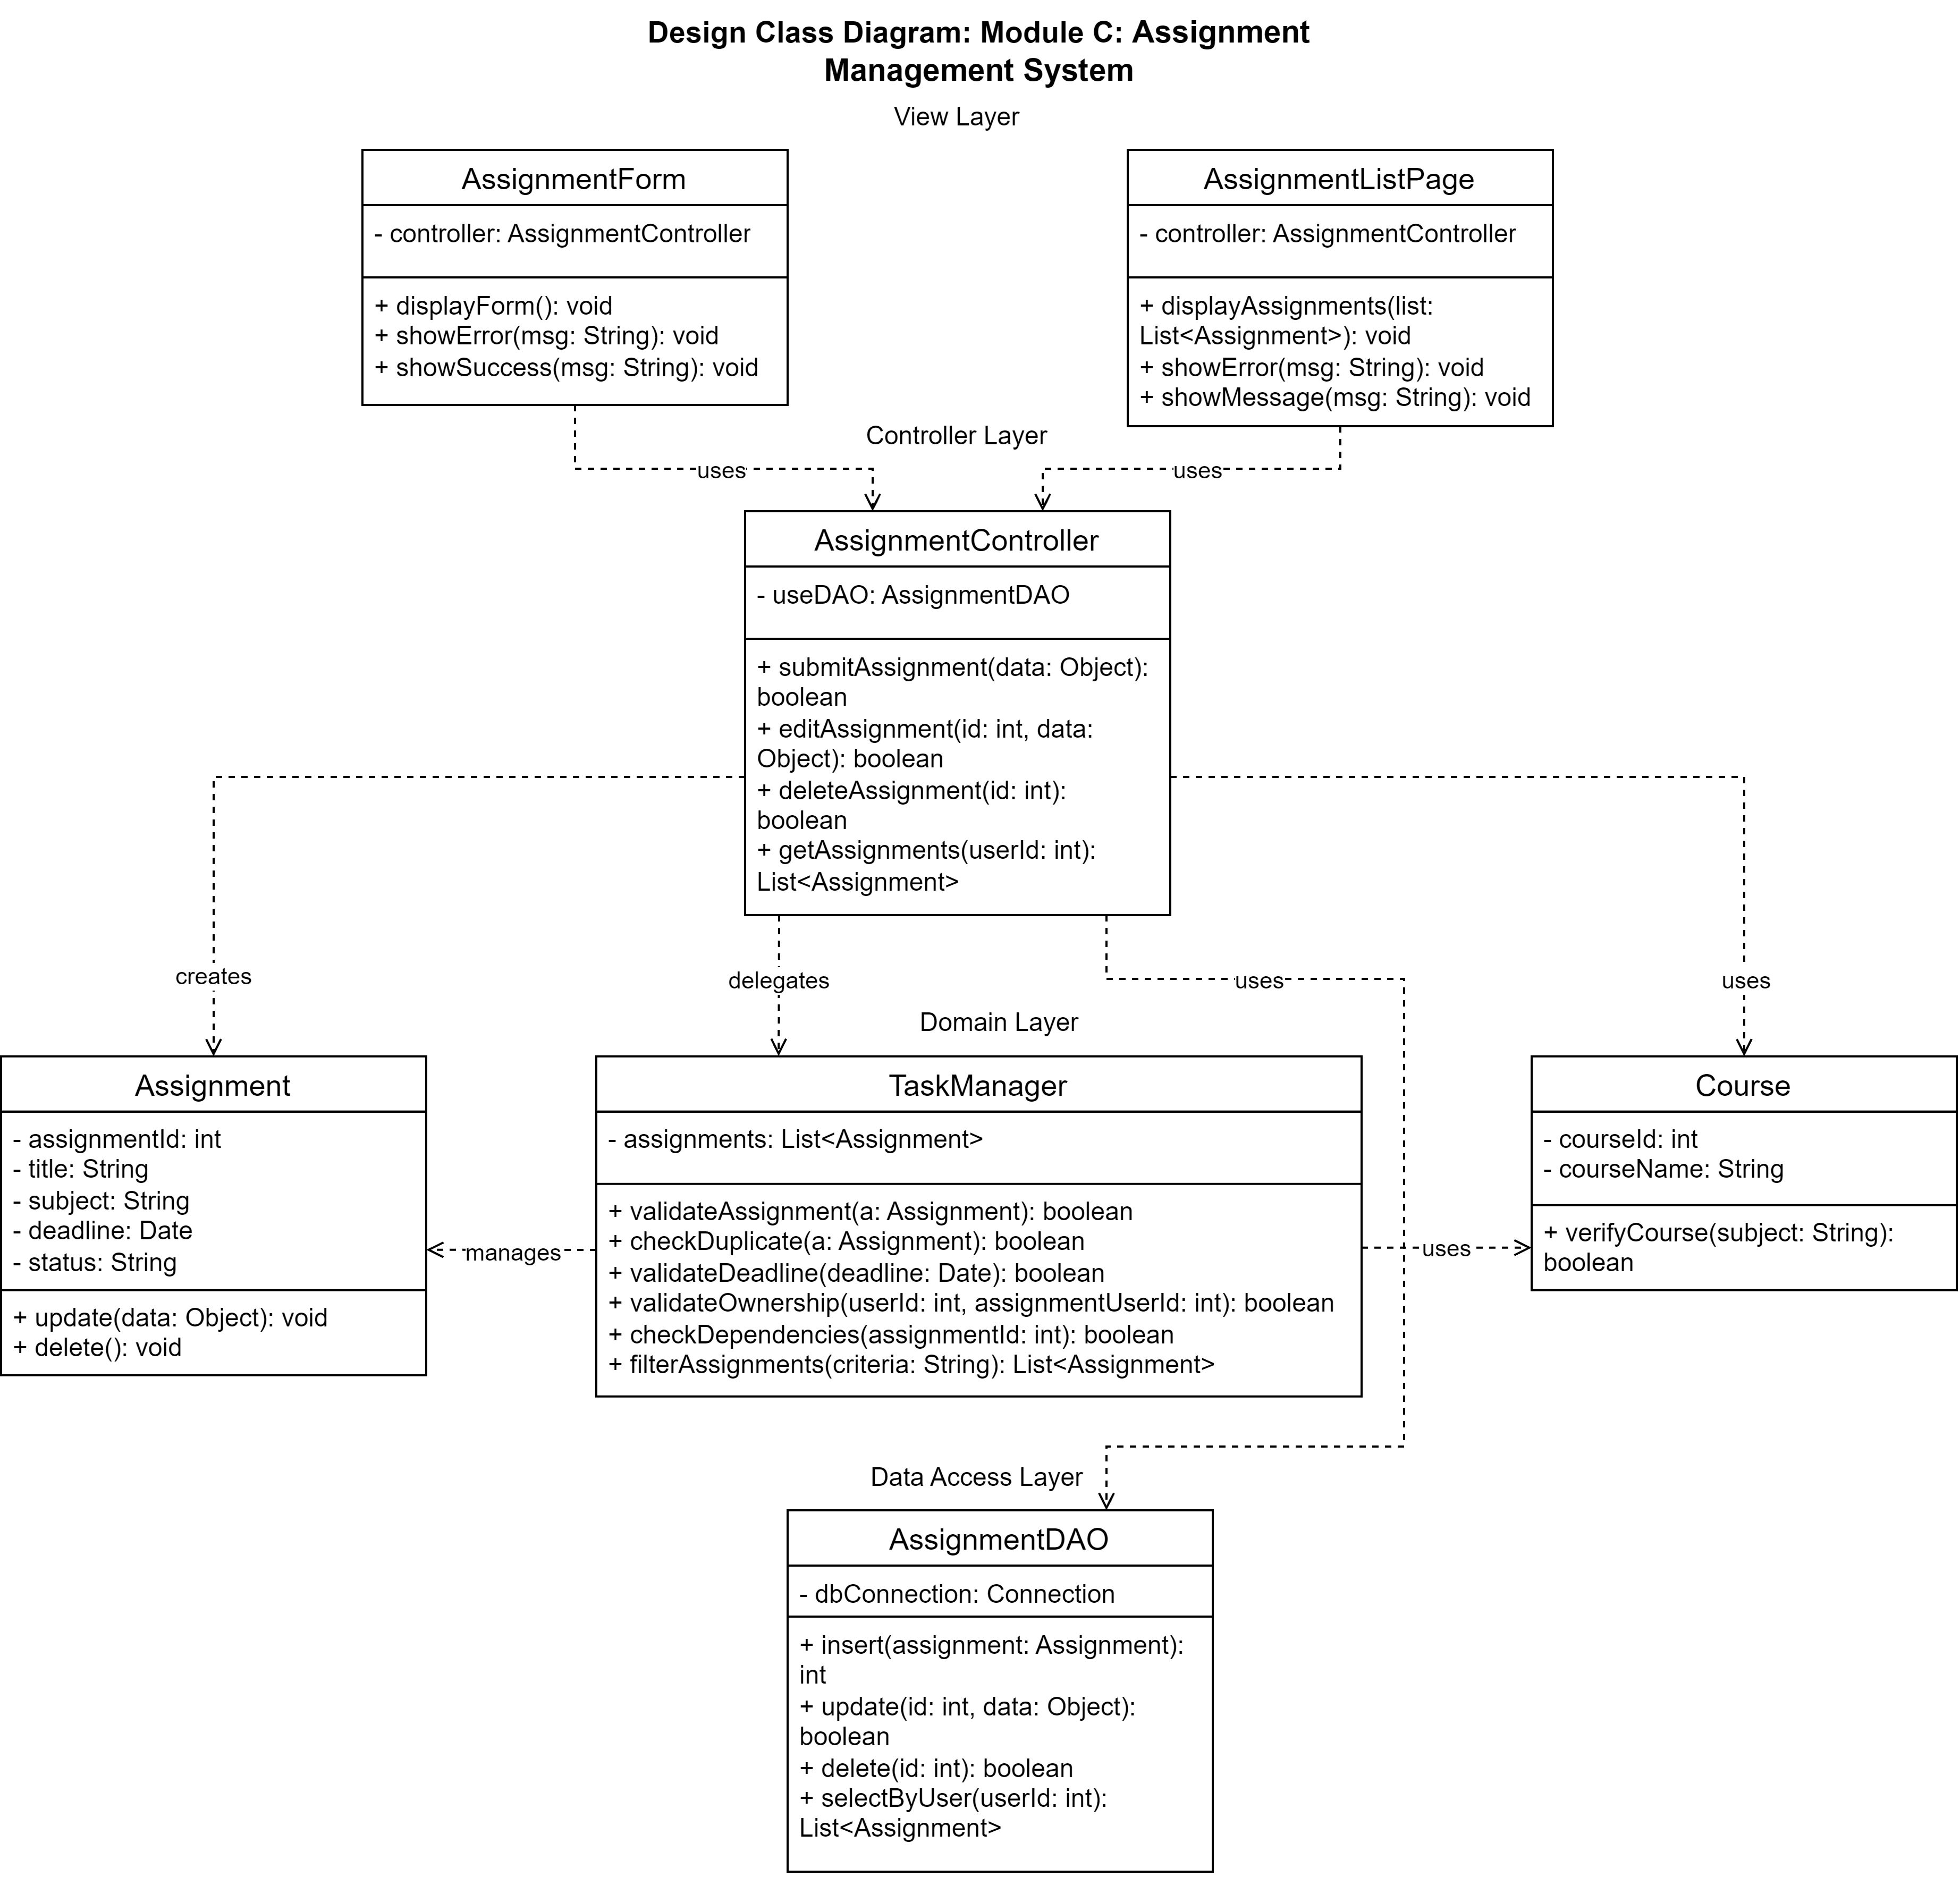 Design Class Diagram: Module C: Assignment
Management System
View Layer
AssignmentForm
- controller: AssignmentController
+ displayForm(): void
+ showError(msg: String): void
+ showSuccess(msg: String): void
AssignmentListPage
- controller: AssignmentController
+ displayAssignments(list:
List<Assignment>): void
+ showError(msg: String): void
+ showMessage(msg: String): void
Controller Layer
uses
uses
AssignmentController
- useDAO: AssignmentDAO
+ submitAssignment(data: Object):
boolean
+ editAssignment(id: int, data:
Object): boolean
+ deleteAssignment(id: int):
boolean
+ getAssignments(userId: int):
List<Assignment>
creates
delegates
uses
uses
Domain Layer
Assignment
- assignmentId: int
- title: String
- subject: String
- deadline: Date
- status: String
+ update(data: Object): void
+ delete(): void
manages
TaskManager
- assignments: List<Assignment>
+ validateAssignment(a: Assignment): boolean
+ checkDuplicate(a: Assignment): boolean
+ validateDeadline(deadline: Date): boolean
+ validateOwnership(userId: int, assignmentUserId: int): boolean
+ checkDependencies(assignmentId: int): boolean
+ filterAssignments(criteria: String): List<Assignment>
uses
Course
- courseId: int
- courseName: String
+ verifyCourse(subject: String):
boolean
Data Access Layer
AssignmentDAO
- dbConnection: Connection
+ insert(assignment: Assignment):
int
+ update(id: int, data: Object):
boolean
+ delete(id: int): boolean
+ selectByUser(userId: int):
List<Assignment>